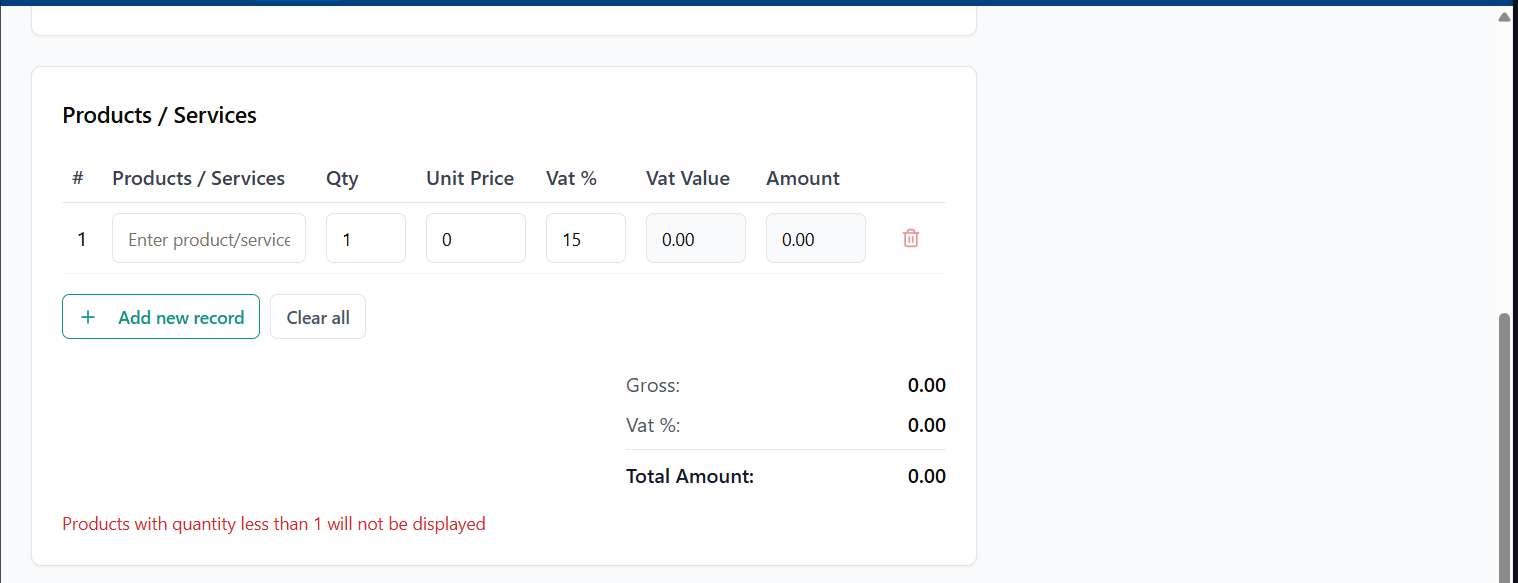 Products / Services
# Products / Services Qty Unit Price Vat % Vat Value Amount
1 Enter product/service 1 0 15 0.00 0.00
+ Add new record Clear all
Gross: 0.00
Vat %: 0.00
Total Amount: 0.00
Products with quantity less than 1 will not be displayed